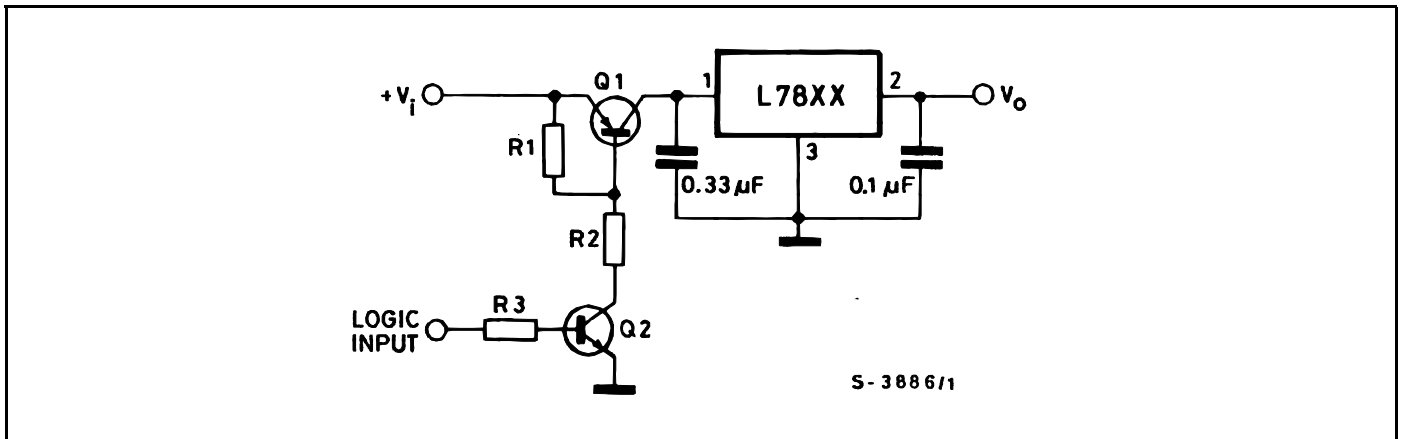 Q1
1
L78XX
2
+Vi
Vo
R1
3
0.33µF
0.1µF
R2
R3
LOGIC
INPUT
Q2
S-3886/1